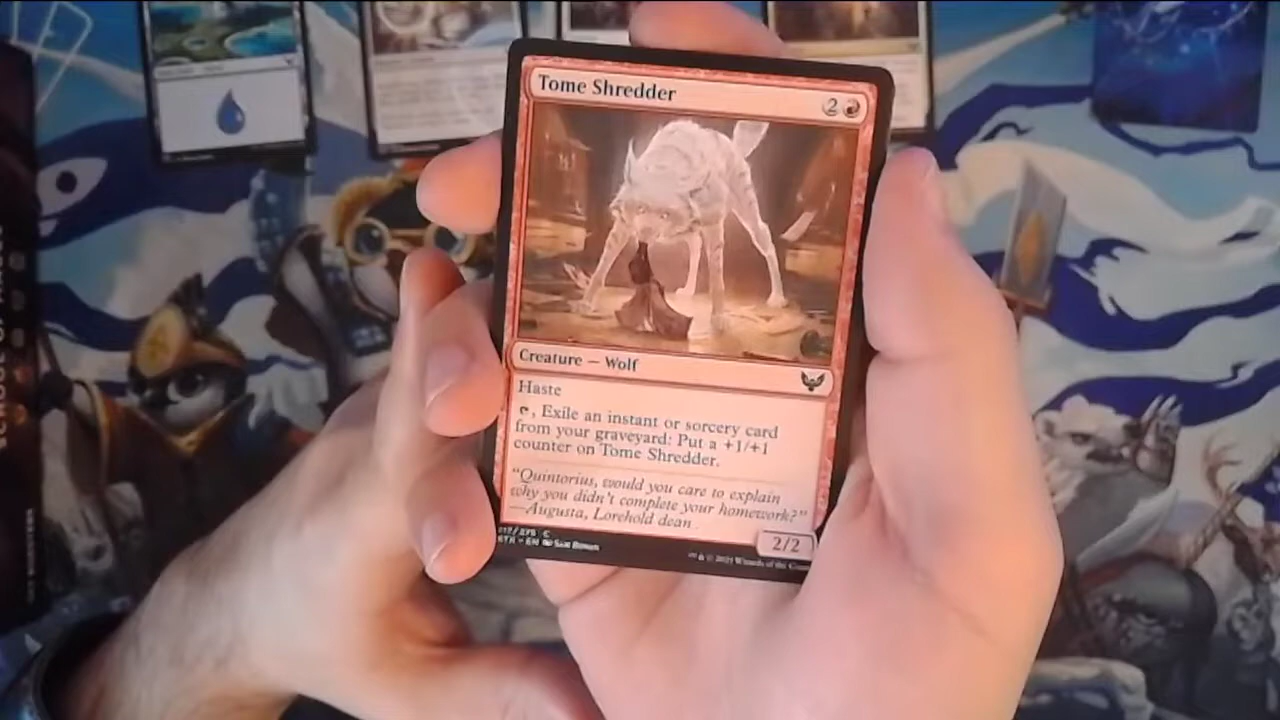 Tome Shredder
2
Creature — Wolf
Haste
, Exile an instant or sorcery card
from your graveyard: Put a +1/+1
counter on Tome Shredder.
"Quintorius, would you care to explain
why you didn't complete your homework?"
—Augusta, Lorehold dean
2/2